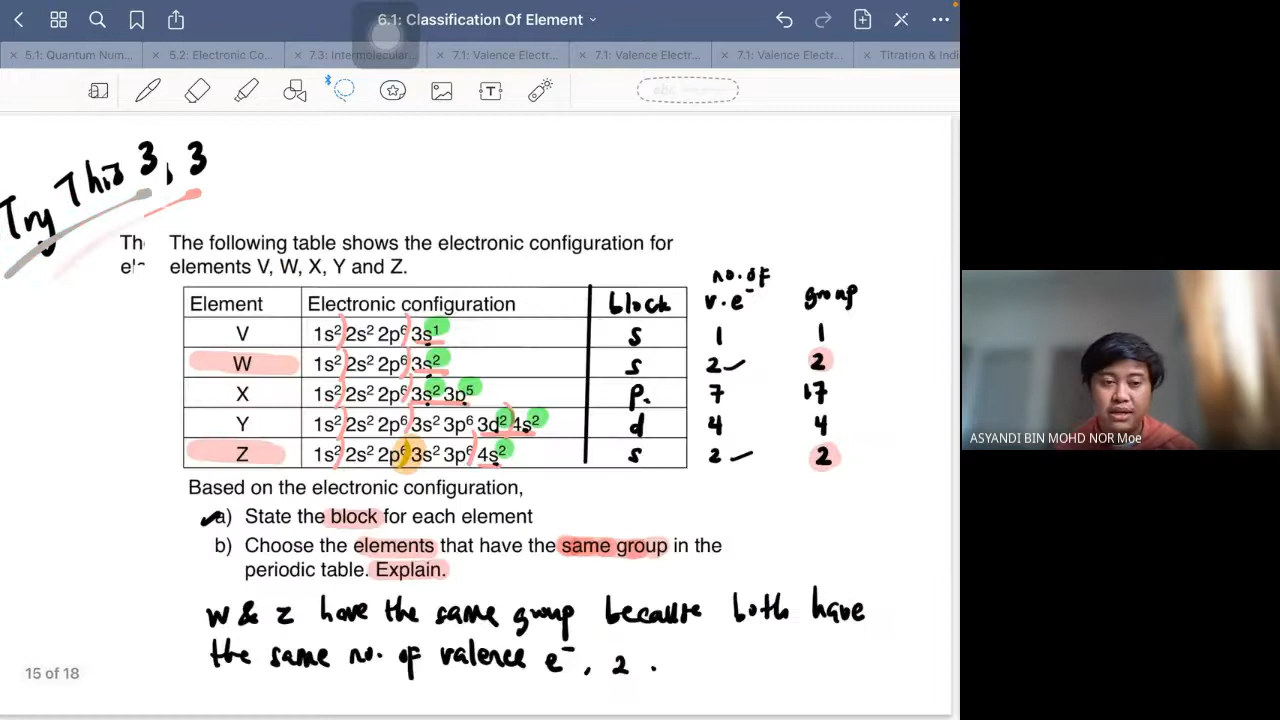 6.1: Classification Of Element
5.1: Quantum Num...
5.2: Electronic Co...
7.3: Intermolecular...
7.1: Valence Electr...
7.1: Valence Electr...
7.1: Valence Electr...
Titration & Indi
abc
Try This 3, 3
The The following table shows the electronic configuration for
ele elements V, W, X, Y and Z.
no. of
Element Electronic configuration block v.e⁻ group
V 1s² 2s² 2p⁶ 3s¹ s 1 1
W 1s² 2s² 2p⁶ 3s² s 2 2
X 1s² 2s² 2p⁶ 3s² 3p⁵ p. 7 17
Y 1s² 2s² 2p⁶ 3s² 3p⁶ 3d² 4s² d 4 4
Z 1s² 2s² 2p⁶ 3s² 3p⁶ 4s² s 2 2
Based on the electronic configuration,
a) State the block for each element
b) Choose the elements that have the same group in the
periodic table. Explain.
W & Z have the same group because both have
the same no. of valence e⁻, 2 .
15 of 18
ASYANDI BIN MOHD NOR Moe